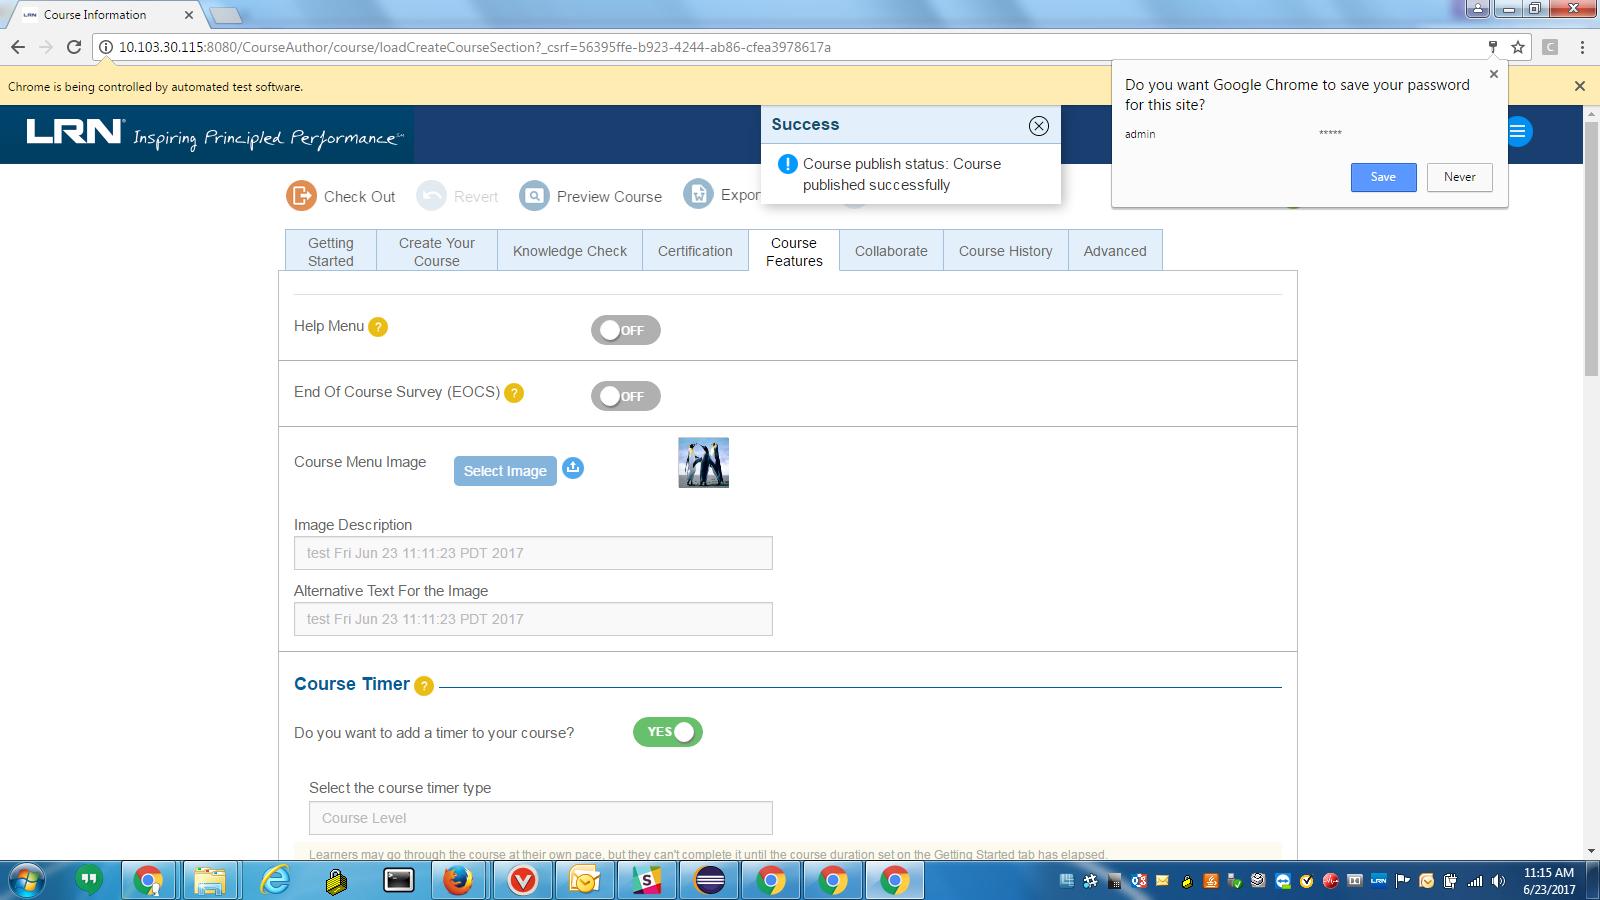 LRN Course Information
10.103.30.115:8080/CourseAuthor/course/loadCreateCourseSection?_csrf=56395ffe-b923-4244-ab86-cfea3978617a
Chrome is being controlled by automated test software.
Do you want Google Chrome to save your password
for this site?
admin *****
Save Never
LRN Inspiring Principled Performance
Success
Course publish status: Course
published successfully
Check Out Revert Preview Course Expor
Getting
Started
Create Your
Course
Knowledge Check
Certification
Course
Features
Collaborate
Course History
Advanced
Help Menu ? OFF
End Of Course Survey (EOCS) ? OFF
Course Menu Image Select Image
Image Description
test Fri Jun 23 11:11:23 PDT 2017
Alternative Text For the Image
test Fri Jun 23 11:11:23 PDT 2017
Course Timer ?
Do you want to add a timer to your course? YES
Select the course timer type
Course Level
Learners may go through the course at their own pace, but they can't complete it until the course duration set on the Getting Started tab has elapsed.
11:15 AM
6/23/2017